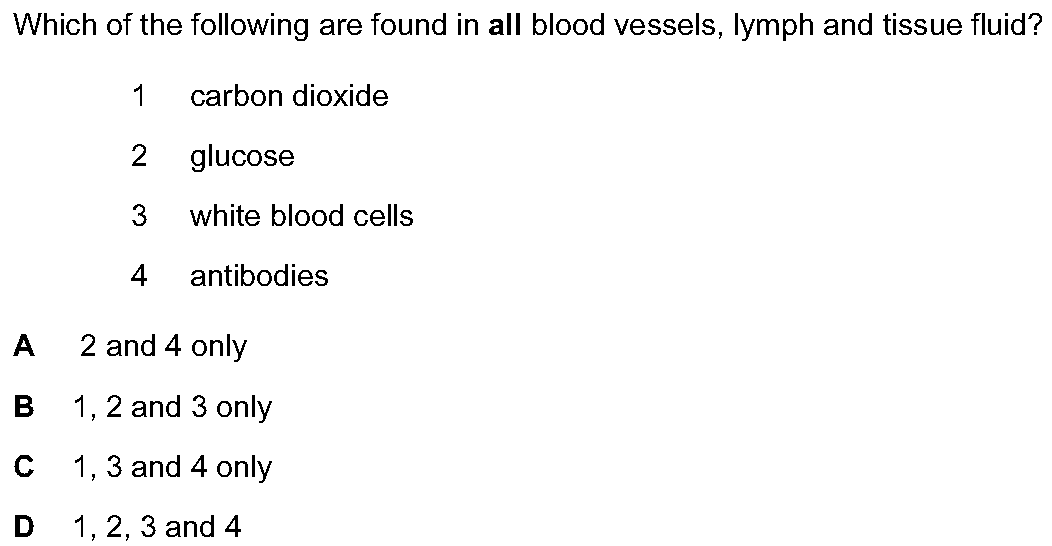 Which of the following are found in all blood vessels, lymph and tissue fluid?
1 carbon dioxide
2 glucose
3 white blood cells
4 antibodies
A 2 and 4 only
B 1, 2 and 3 only
C 1, 3 and 4 only
D 1, 2, 3 and 4